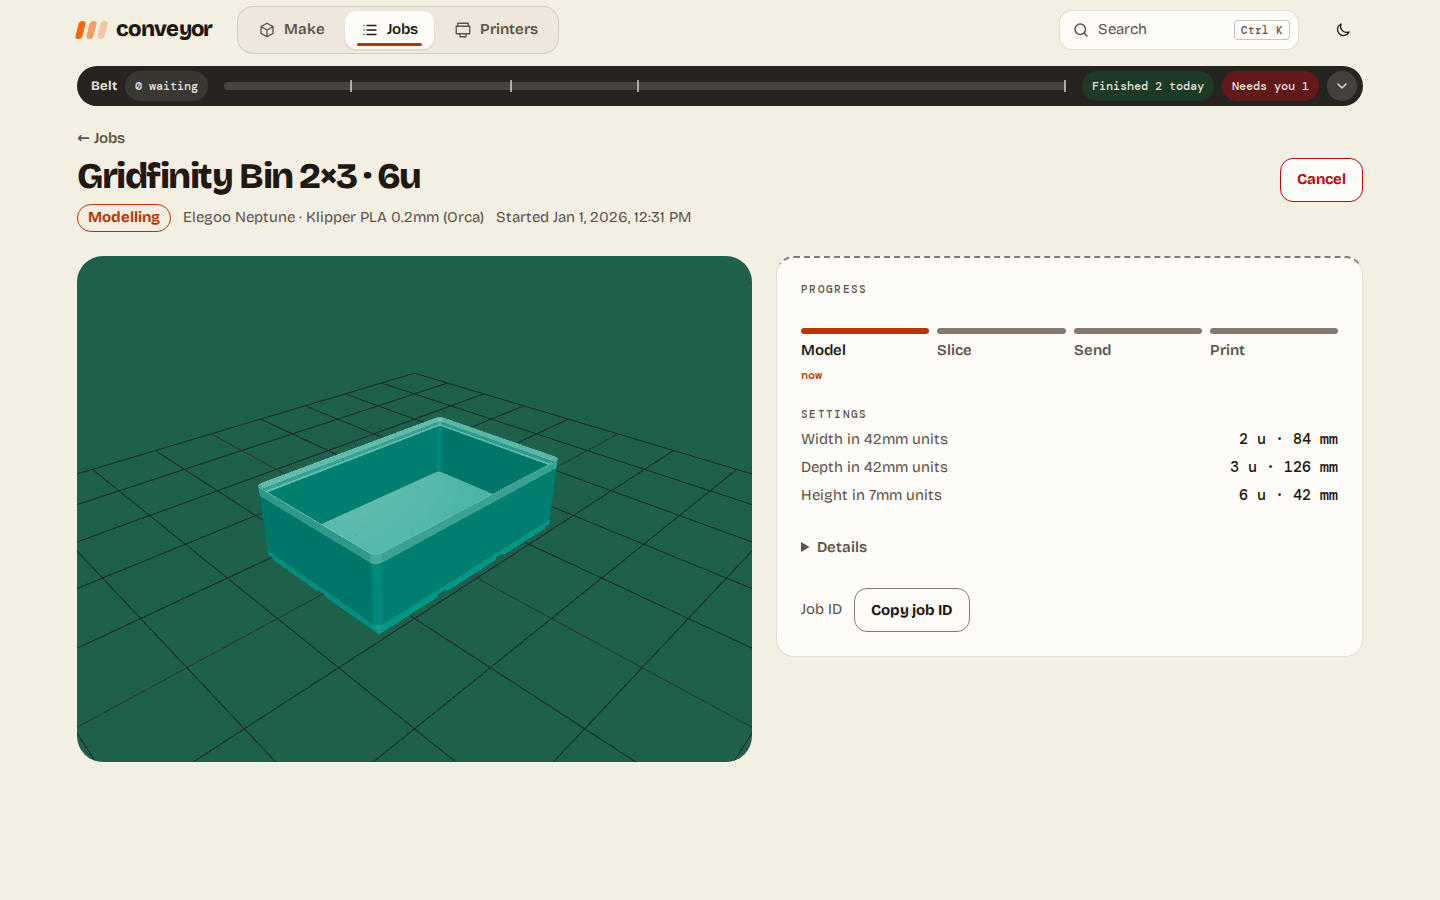 conveyor
Make
Jobs
Printers
Search
Ctrl K
Belt
0 waiting
Finished 2 today
Needs you 1
← Jobs
Gridfinity Bin 2×3 · 6u
Cancel
Modelling
Elegoo Neptune · Klipper PLA 0.2mm (Orca)
Started Jan 1, 2026, 12:31 PM
PROGRESS
Model
Slice
Send
Print
now
SETTINGS
Width in 42mm units
2 u · 84 mm
Depth in 42mm units
3 u · 126 mm
Height in 7mm units
6 u · 42 mm
Details
Job ID
Copy job ID